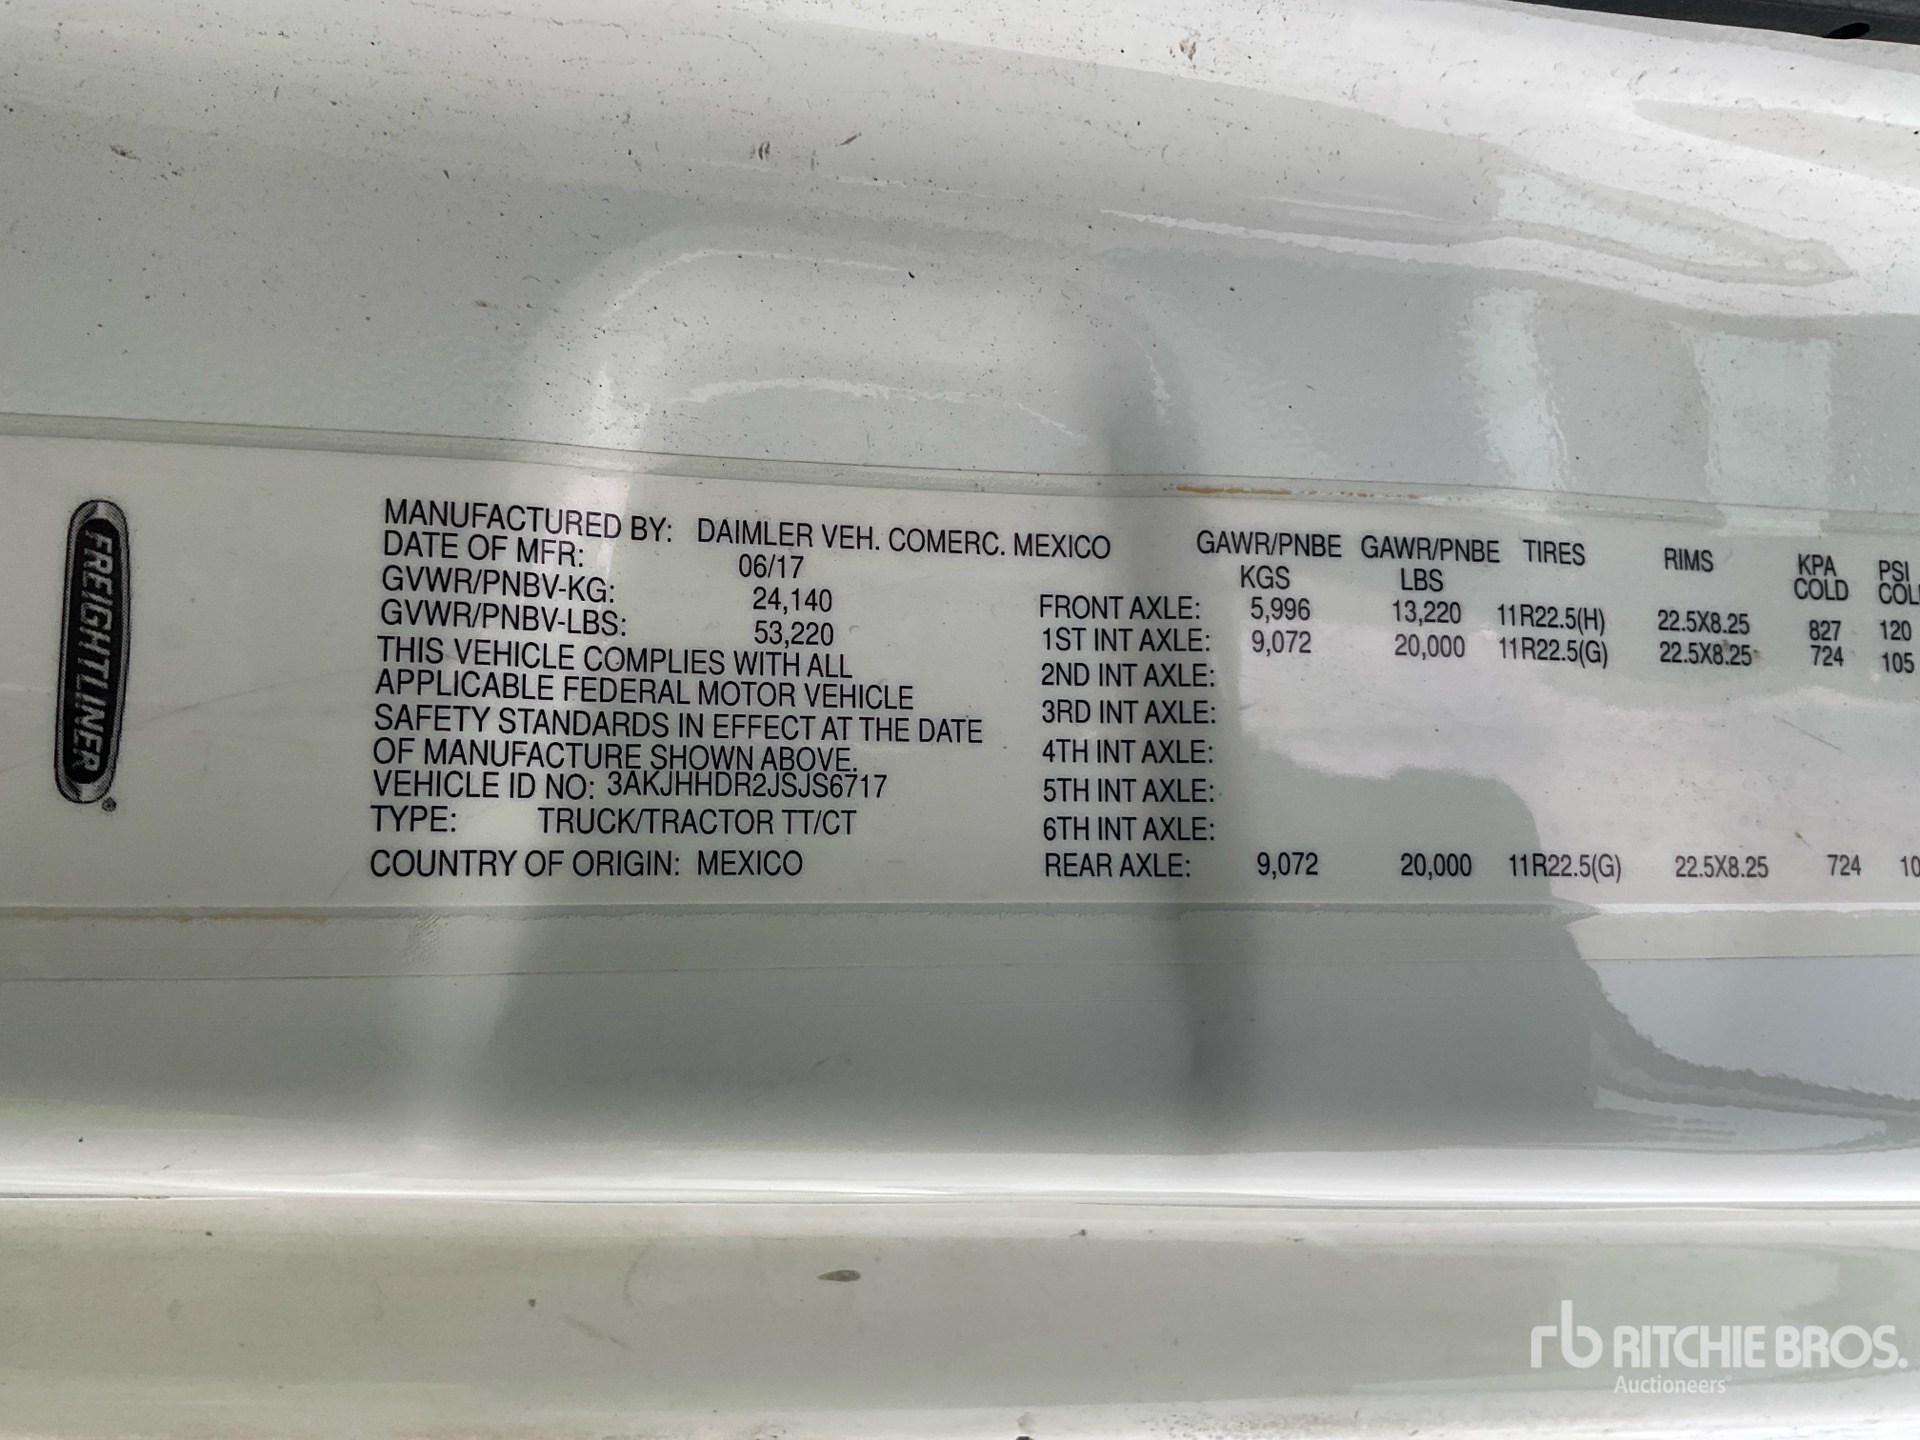 FREIGHTLINER
MANUFACTURED BY: DAIMLER VEH. COMERC. MEXICO
DATE OF MFR: 06/17
GVWR/PNBV-KG: 24,140
GVWR/PNBV-LBS: 53,220
THIS VEHICLE COMPLIES WITH ALL
APPLICABLE FEDERAL MOTOR VEHICLE
SAFETY STANDARDS IN EFFECT AT THE DATE
OF MANUFACTURE SHOWN ABOVE.
VEHICLE ID NO: 3AKJHHDR2JSJS6717
TYPE: TRUCK/TRACTOR TT/CT
COUNTRY OF ORIGIN: MEXICO
GAWR/PNBE GAWR/PNBE TIRES RIMS KPA PSI
KGS LBS COLD COL
FRONT AXLE: 5,996 13,220 11R22.5(H) 22.5X8.25 827 120
1ST INT AXLE: 9,072 20,000 11R22.5(G) 22.5X8.25 724 105
2ND INT AXLE:
3RD INT AXLE:
4TH INT AXLE:
5TH INT AXLE:
6TH INT AXLE:
REAR AXLE: 9,072 20,000 11R22.5(G) 22.5X8.25 724 10
rb RITCHIE BROS.
Auctioneers